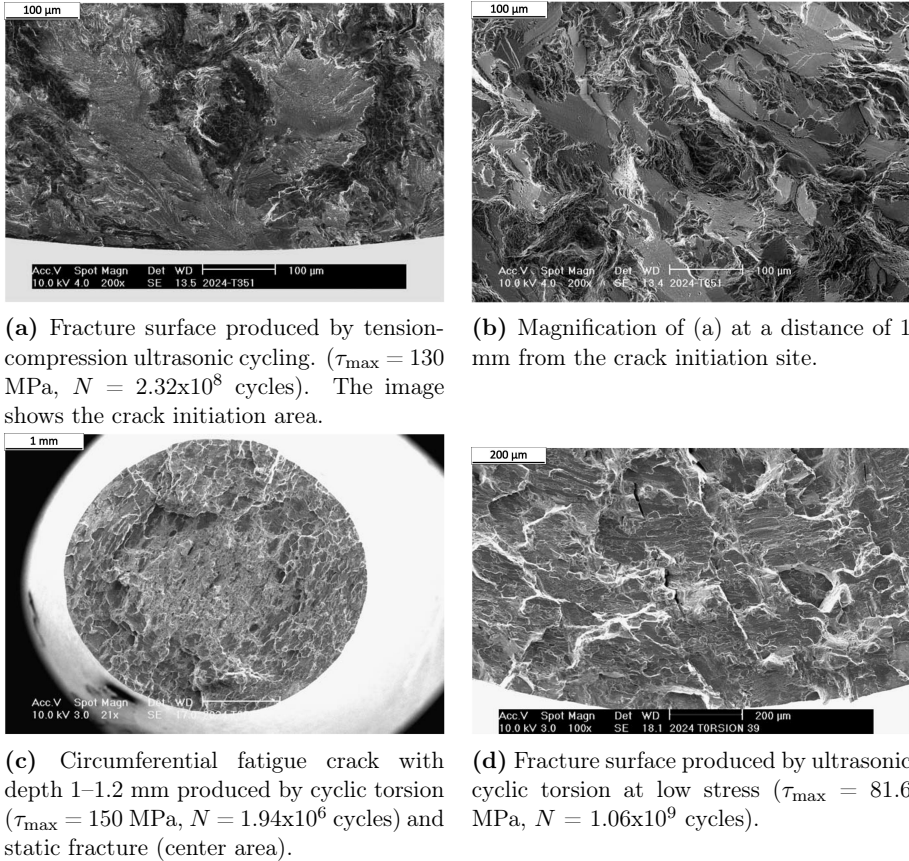 100 µm
100 µm
Acc.V Spot Magn Det WD 100 µm
10.0 kV 4.0 200x SE 13.5 2024-T351
Acc.V Spot Magn Det WD 100 µm
10.0 kV 4.0 200x SE 13.4 2024-T351
(a) Fracture surface produced by tension-
compression ultrasonic cycling. (τmax = 130
MPa, N = 2.32x10⁸ cycles). The image
shows the crack initiation area.
(b) Magnification of (a) at a distance of 1
mm from the crack initiation site.
1 mm
200 µm
Acc.V Spot Magn Det WD
10.0 kV 3.0 21x SE
Acc.V Spot Magn Det WD 200 µm
10.0 kV 3.0 100x SE 18.1 2024 T0RSION 39
(c) Circumferential fatigue crack with
depth 1–1.2 mm produced by cyclic torsion
(τmax = 150 MPa, N = 1.94x10⁶ cycles) and
static fracture (center area).
(d) Fracture surface produced by ultrasonic
cyclic torsion at low stress (τmax = 81.6
MPa, N = 1.06x10⁹ cycles).